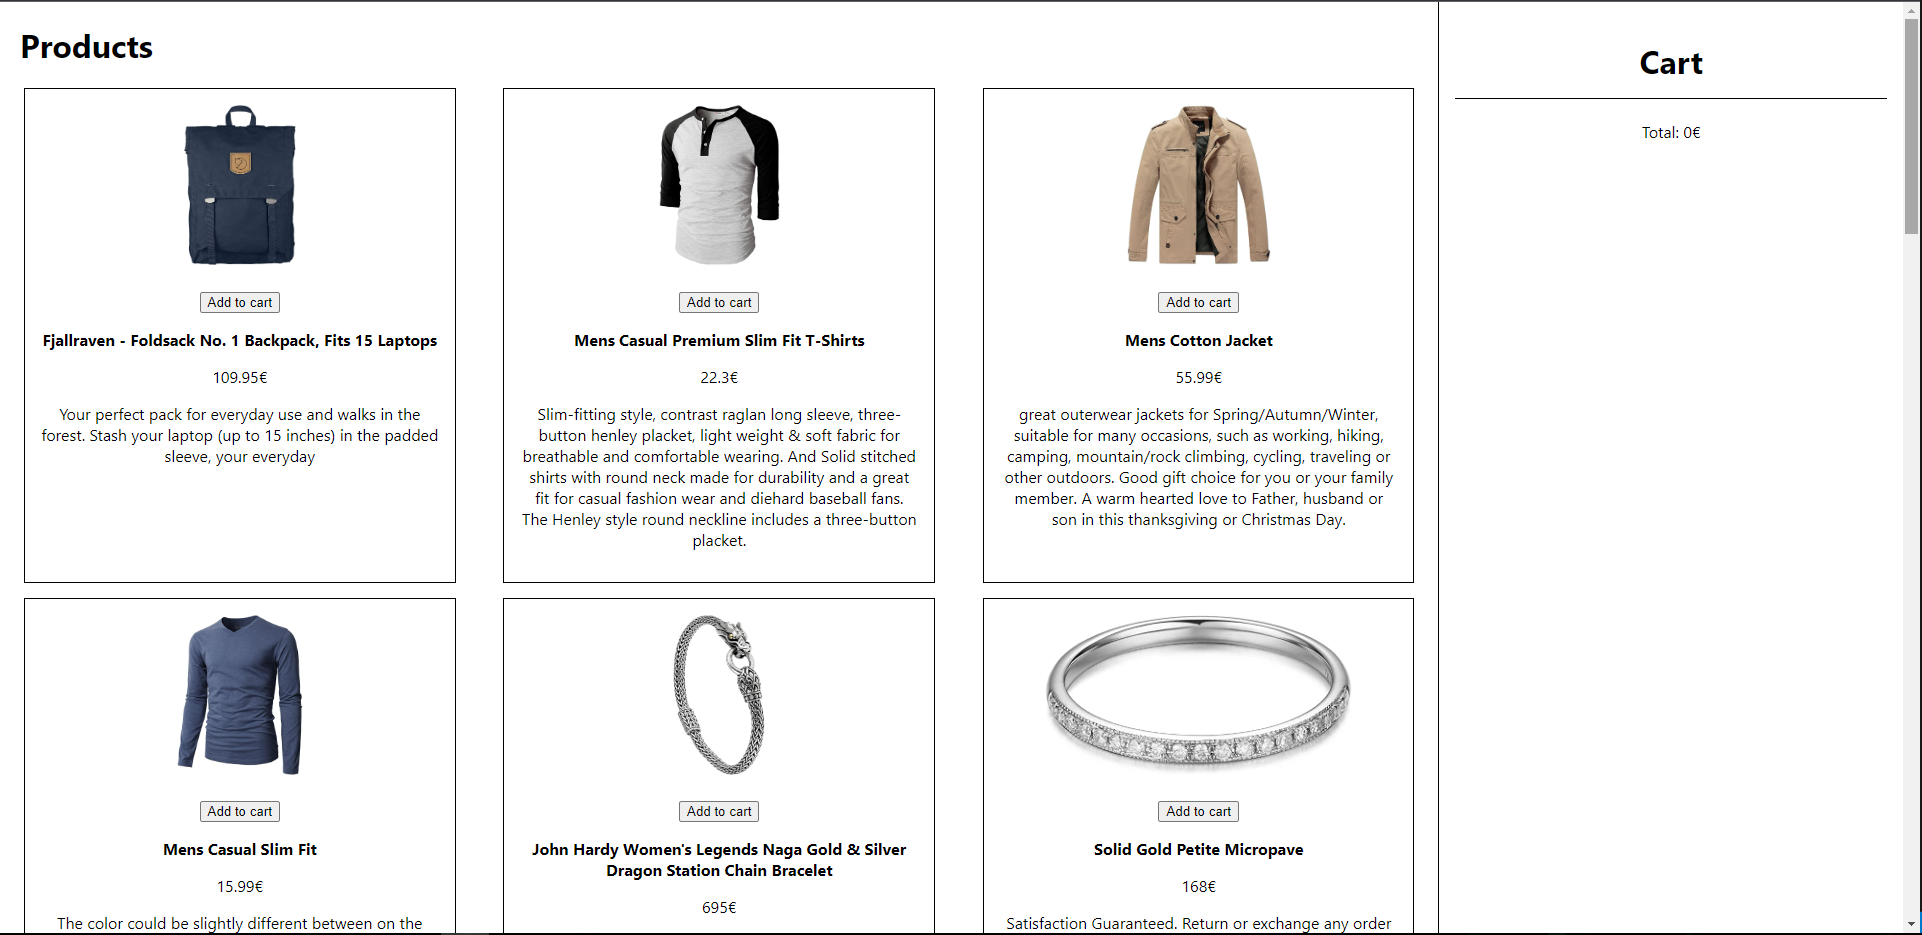 Products
Cart
Total: 0€
Add to cart
Fjallraven - Foldsack No. 1 Backpack, Fits 15 Laptops
109.95€
Your perfect pack for everyday use and walks in the
forest. Stash your laptop (up to 15 inches) in the padded
sleeve, your everyday
Add to cart
Mens Casual Premium Slim Fit T-Shirts
22.3€
Slim-fitting style, contrast raglan long sleeve, three-
button henley placket, light weight & soft fabric for
breathable and comfortable wearing. And Solid stitched
shirts with round neck made for durability and a great
fit for casual fashion wear and diehard baseball fans.
The Henley style round neckline includes a three-button
placket.
Add to cart
Mens Cotton Jacket
55.99€
great outerwear jackets for Spring/Autumn/Winter,
suitable for many occasions, such as working, hiking,
camping, mountain/rock climbing, cycling, traveling or
other outdoors. Good gift choice for you or your family
member. A warm hearted love to Father, husband or
son in this thanksgiving or Christmas Day.
Add to cart
Mens Casual Slim Fit
15.99€
The color could be slightly different between on the
Add to cart
John Hardy Women's Legends Naga Gold & Silver
Dragon Station Chain Bracelet
695€
Add to cart
Solid Gold Petite Micropave
168€
Satisfaction Guaranteed. Return or exchange any order